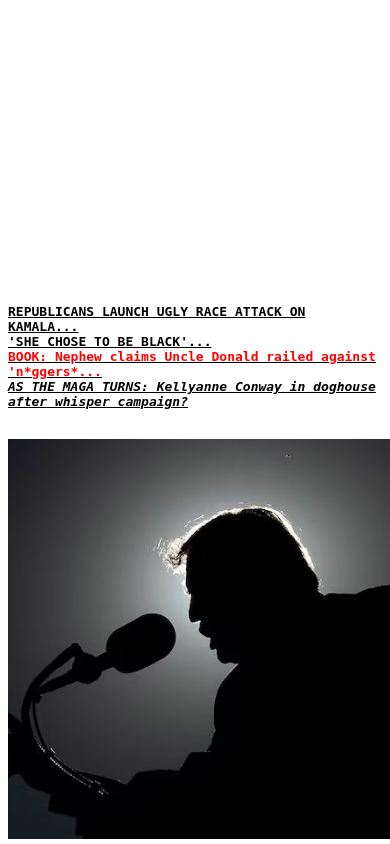 REPUBLICANS LAUNCH UGLY RACE ATTACK ON
KAMALA...
'SHE CHOSE TO BE BLACK'...
BOOK: Nephew claims Uncle Donald railed against
'n*ggers*...
AS THE MAGA TURNS: Kellyanne Conway in doghouse
after whisper campaign?